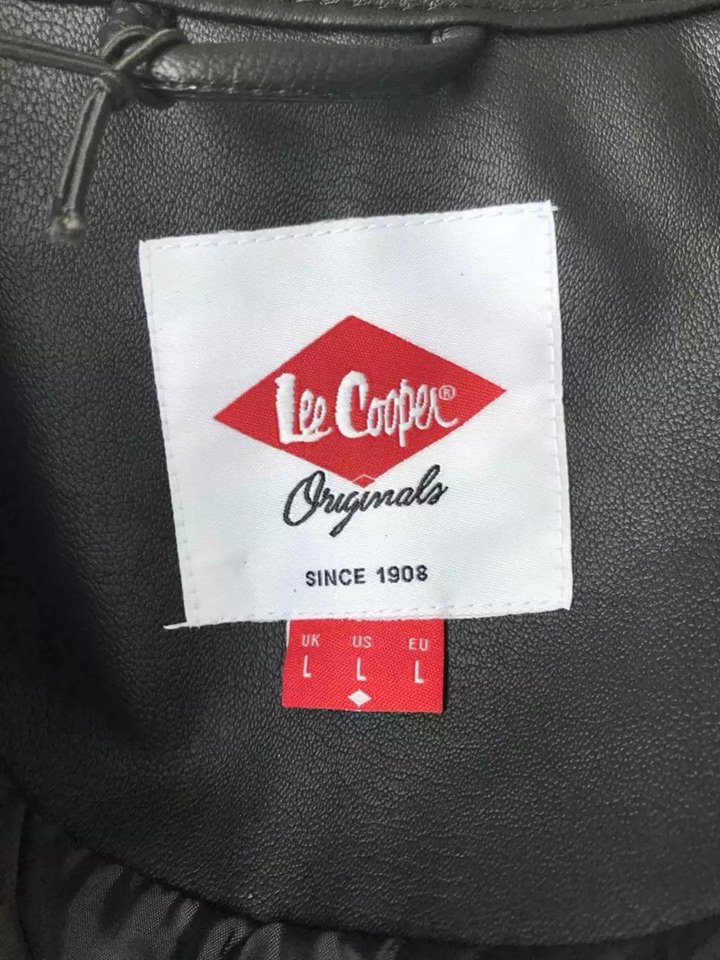 Lee Cooper®
Originals
SINCE 1908
UK US EU
L L L